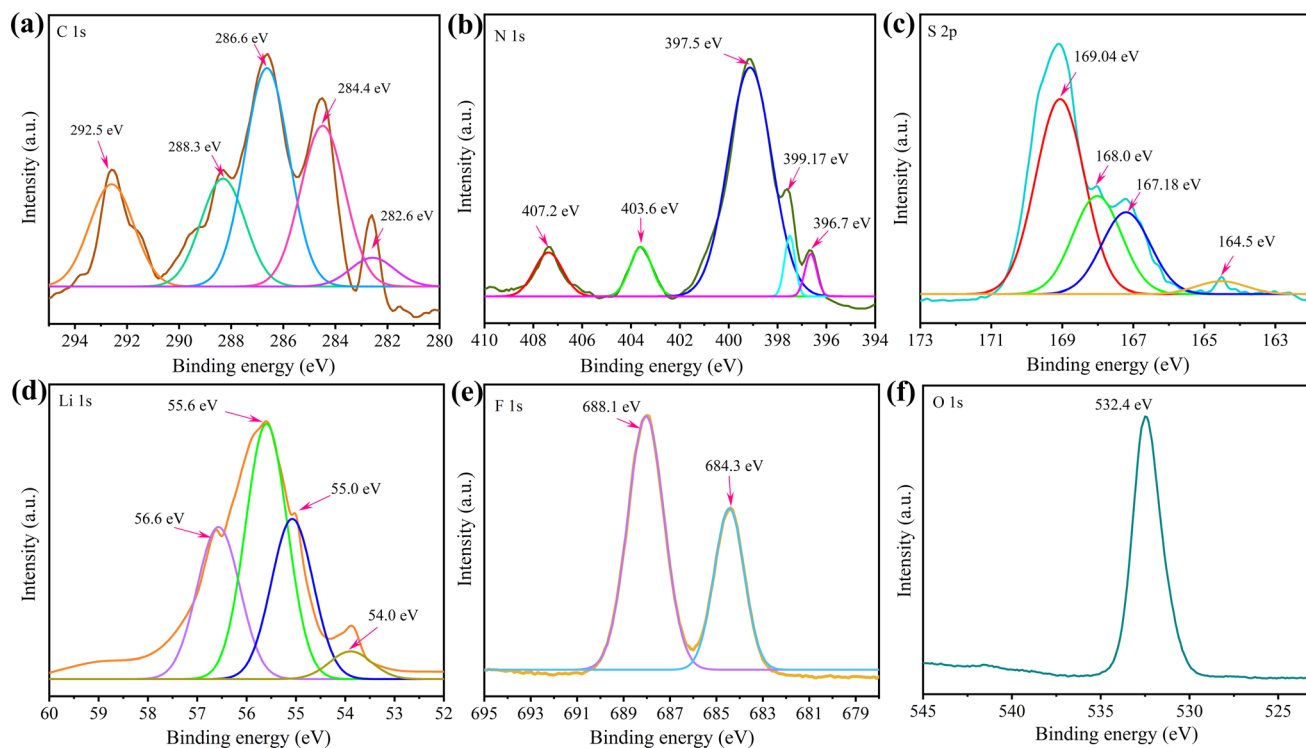 (a)
C 1s
292.5 eV
288.3 eV
286.6 eV
284.4 eV
282.6 eV
Intensity (a.u.)
294 292 290 288 286 284 282 280
Binding energy (eV)
(b)
N 1s
407.2 eV
403.6 eV
397.5 eV
399.17 eV
396.7 eV
Intensity (a.u.)
410 408 406 404 402 400 398 396 394
Binding energy (eV)
(c)
S 2p
169.04 eV
168.0 eV
167.18 eV
164.5 eV
Intensity (a.u.)
173 171 169 167 165 163
Binding energy (eV)
(d)
Li 1s
56.6 eV
55.6 eV
55.0 eV
54.0 eV
Intensity (a.u.)
60 59 58 57 56 55 54 53 52
Binding energy (eV)
(e)
F 1s
688.1 eV
684.3 eV
Intensity (a.u.)
695 693 691 689 687 685 683 681 679
Binding energy (eV)
(f)
O 1s
532.4 eV
Intensity (a.u.)
545 540 535 530 525
Binding energy (eV)